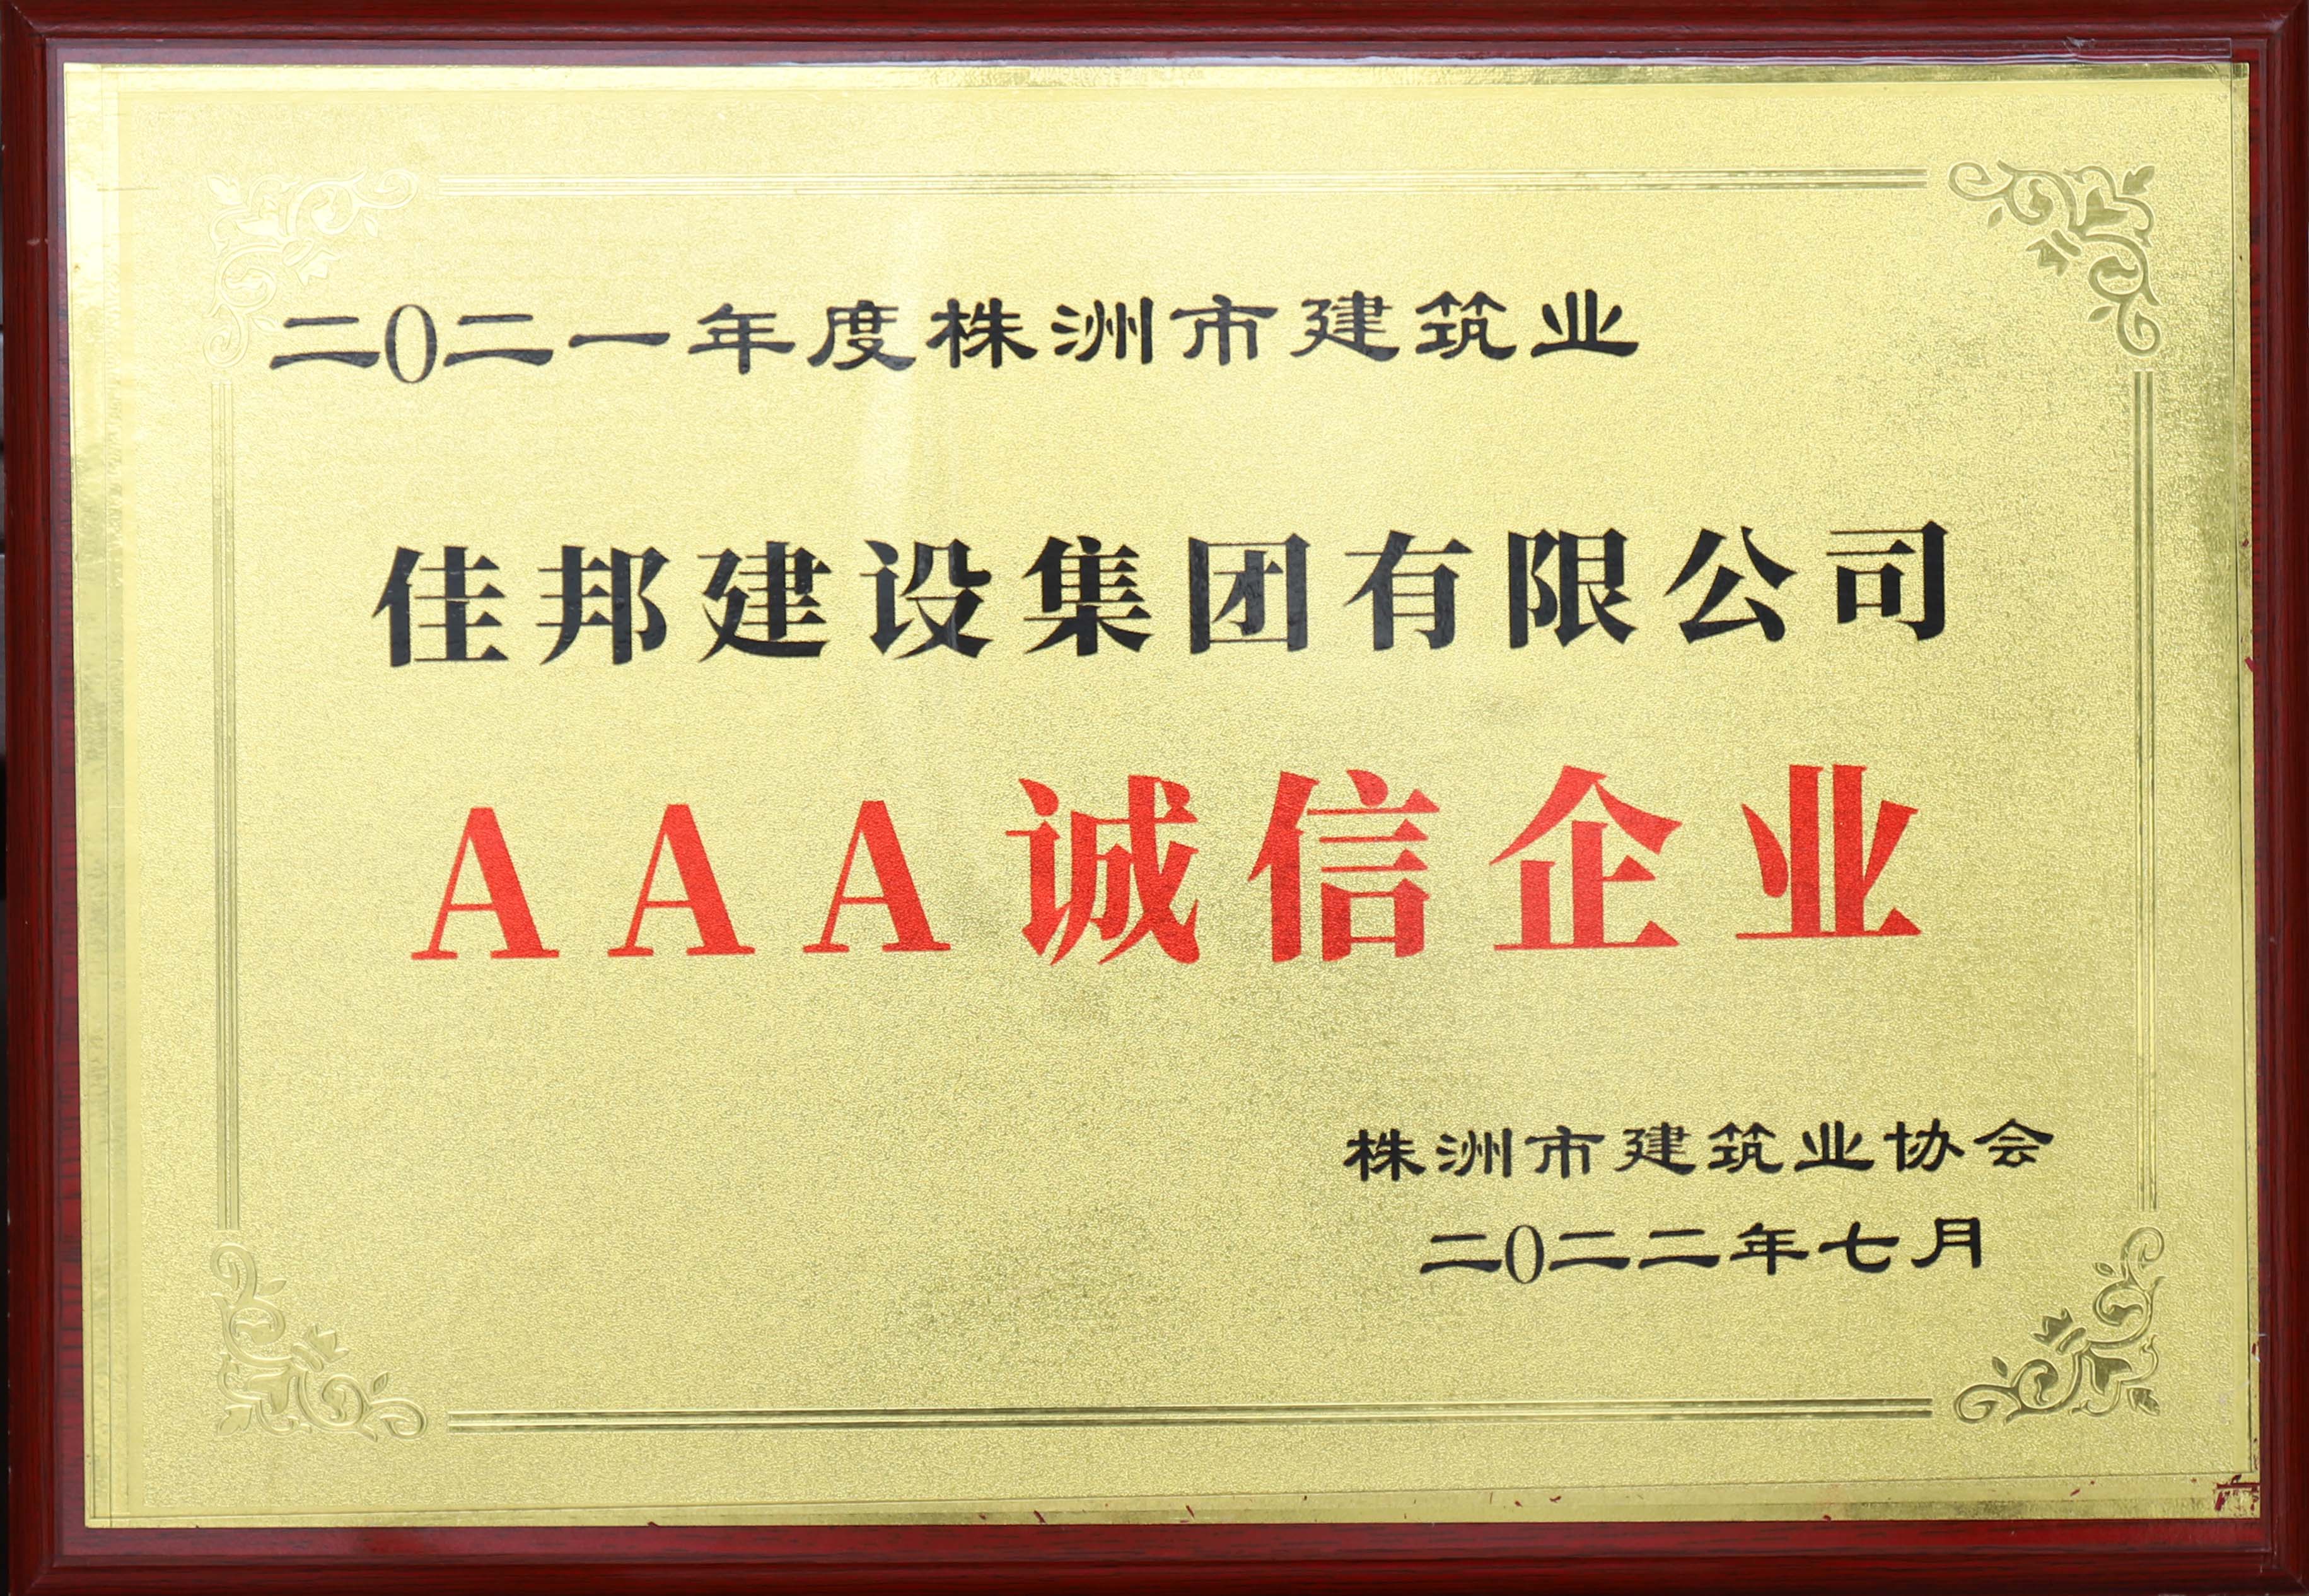 二0二一年度株洲市建筑业
佳邦建设集团有限公司
AAA诚信企业
株洲市建筑业协会
二0二二年七月